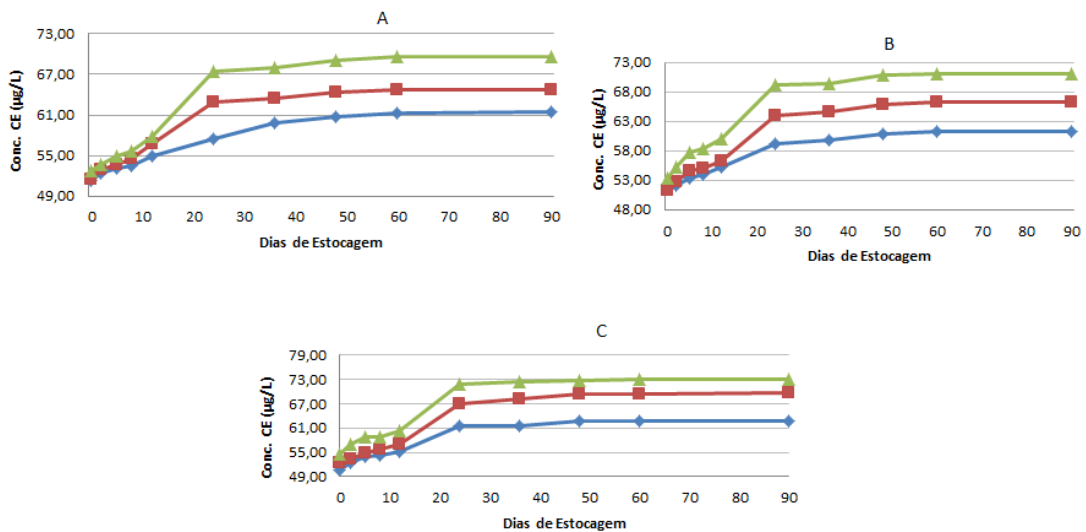 A
73,00
67,00
61,00
55,00
49,00
Conc. CE (µg/L)
0 10 20 30 40 50 60 70 80 90
Dias de Estocagem
B
73,00
68,00
63,00
58,00
53,00
48,00
Conc. CE (µg/L)
0 10 20 30 40 50 60 70 80 90
Dias de Estocagem
C
79,00
73,00
67,00
61,00
55,00
49,00
Conc. CE (µg/L)
0 10 20 30 40 50 60 70 80 90
Dias de Estocagem